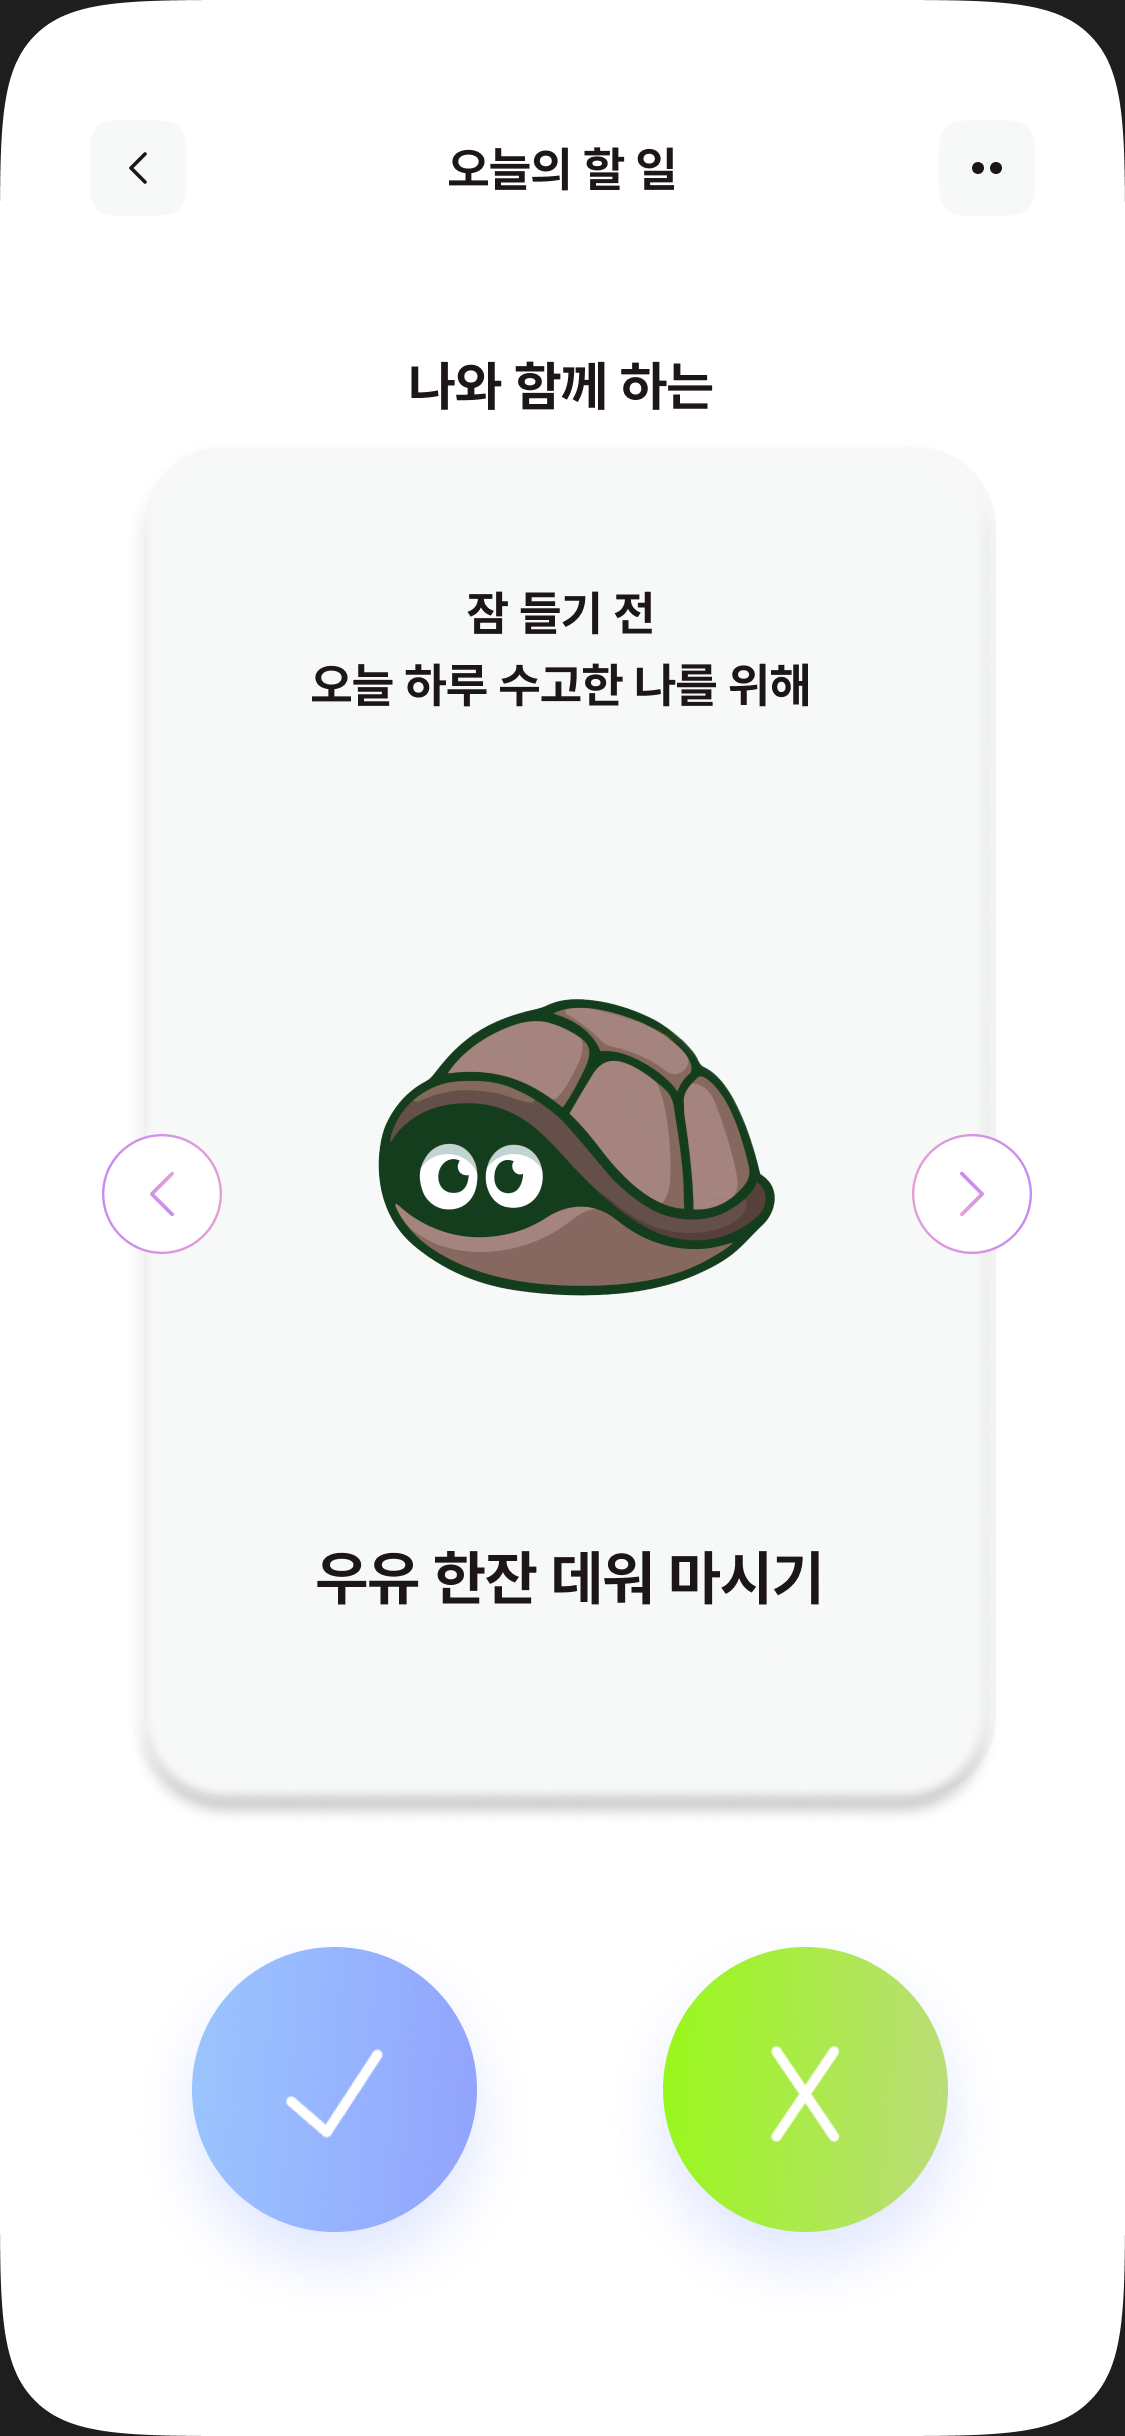 오늘의 할 일
나와 함께 하는
잠 들기 전
오늘 하루 수고한 나를 위해
우유 한잔 데워 마시기